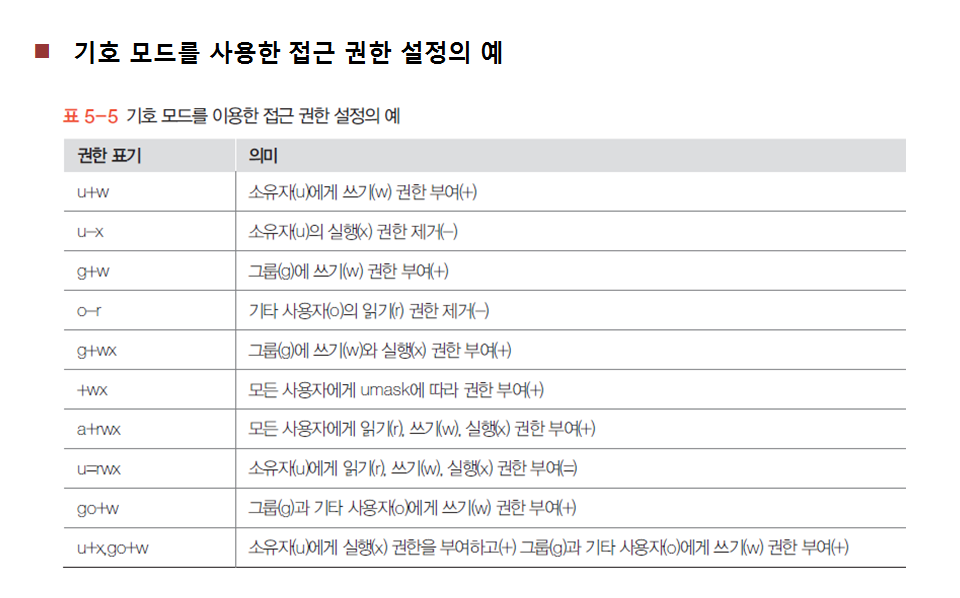 기호 모드를 사용한 접근 권한 설정의 예
표 5-5 기호 모드를 이용한 접근 권한 설정의 예
권한 표기 의미
u+w 소유자(u)에게 쓰기(w) 권한 부여(+)
u-x 소유자(u)의 실행(x) 권한 제거(-)
g+w 그룹(g)에 쓰기(w) 권한 부여(+)
o-r 기타 사용자(o)의 읽기(r) 권한 제거(-)
g+wx 그룹(g)에 쓰기(w)와 실행(x) 권한 부여(+)
+wx 모든 사용자에게 umask에 따라 권한 부여(+)
a+rwx 모든 사용자에게 읽기(r), 쓰기(w), 실행(x) 권한 부여(+)
u=rwx 소유자(u)에게 읽기(r), 쓰기(w), 실행(x) 권한 부여(=)
go+w 그룹(g)과 기타 사용자(o)에게 쓰기(w) 권한 부여(+)
u+x,go+w 소유자(u)에게 실행(x) 권한을 부여하고(+) 그룹(g)과 기타 사용자(o)에게 쓰기(w) 권한 부여(+)